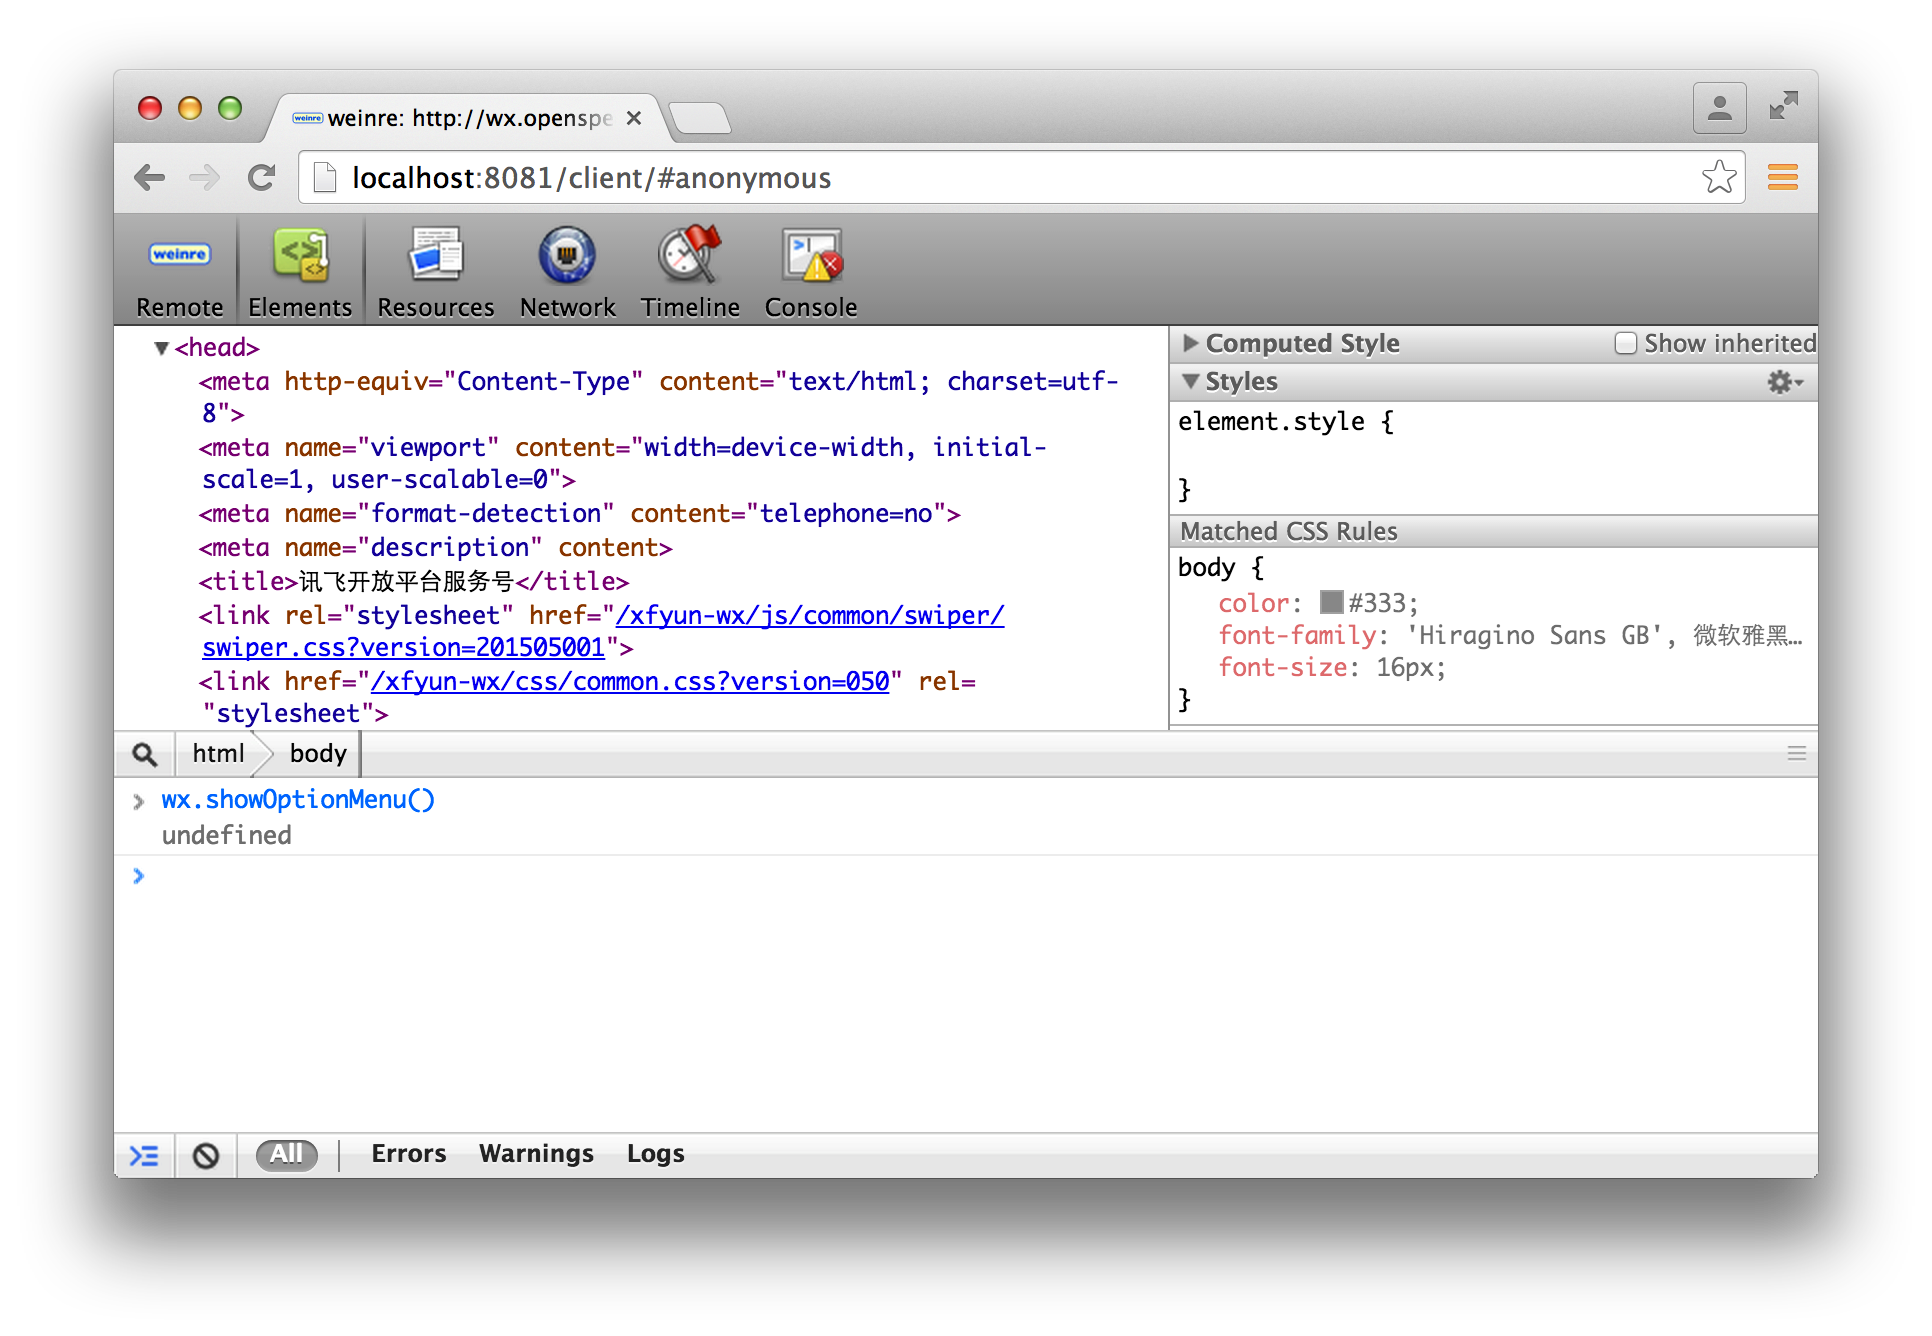 weinre weinre: http://wx.openspe
localhost:8081/client/#anonymous
weinre
Remote Elements Resources Network Timeline Console
<head>
<meta http-equiv="Content-Type" content="text/html; charset=utf-
8">
<meta name="viewport" content="width=device-width, initial-
scale=1, user-scalable=0">
<meta name="format-detection" content="telephone=no">
<meta name="description" content>
<title>讯飞开放平台服务号</title>
<link rel="stylesheet" href="/xfyun-wx/js/common/swiper/
swiper.css?version=201505001">
<link href="/xfyun-wx/css/common.css?version=050" rel=
"stylesheet">
Computed Style Show inherited
Styles
element.style {
}
Matched CSS Rules
body {
color: #333;
font-family: 'Hiragino Sans GB', 微软雅黑…
font-size: 16px;
}
html body
> wx.showOptionMenu()
undefined
>
All Errors Warnings Logs